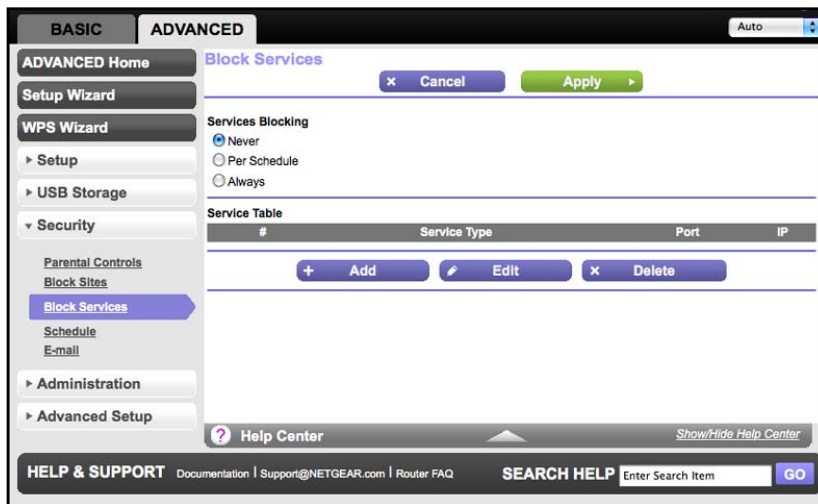 BASIC
ADVANCED
Auto
ADVANCED Home
Setup Wizard
WPS Wizard
Setup
USB Storage
Security
Parental Controls
Block Sites
Block Services
Schedule
E-mail
Administration
Advanced Setup
Block Services
Cancel
Apply
Services Blocking
Never
Per Schedule
Always
Service Table
# Service Type Port IP
Add
Edit
Delete
? Help Center
Show/Hide Help Center
HELP & SUPPORT Documentation | Support@NETGEAR.com | Router FAQ
SEARCH HELP Enter Search Item GO